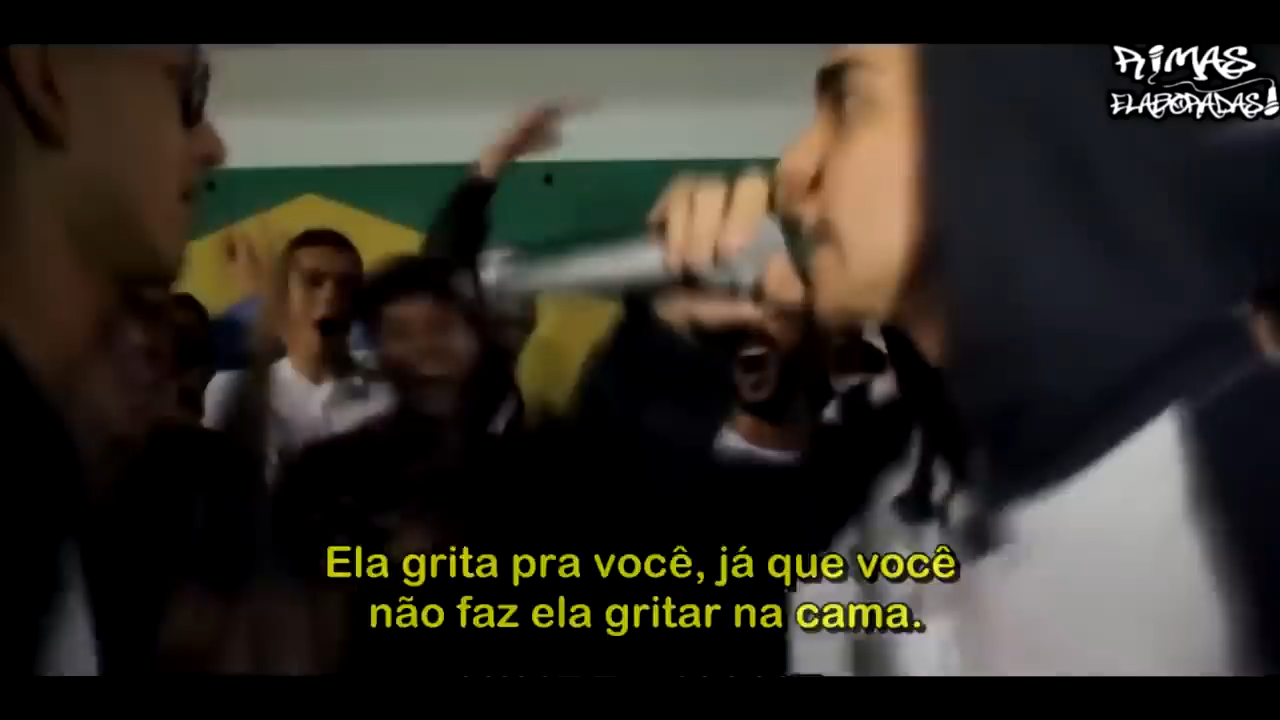 RIMAS
ELABORADAS!
Ela grita pra você, já que você
não faz ela gritar na cama.